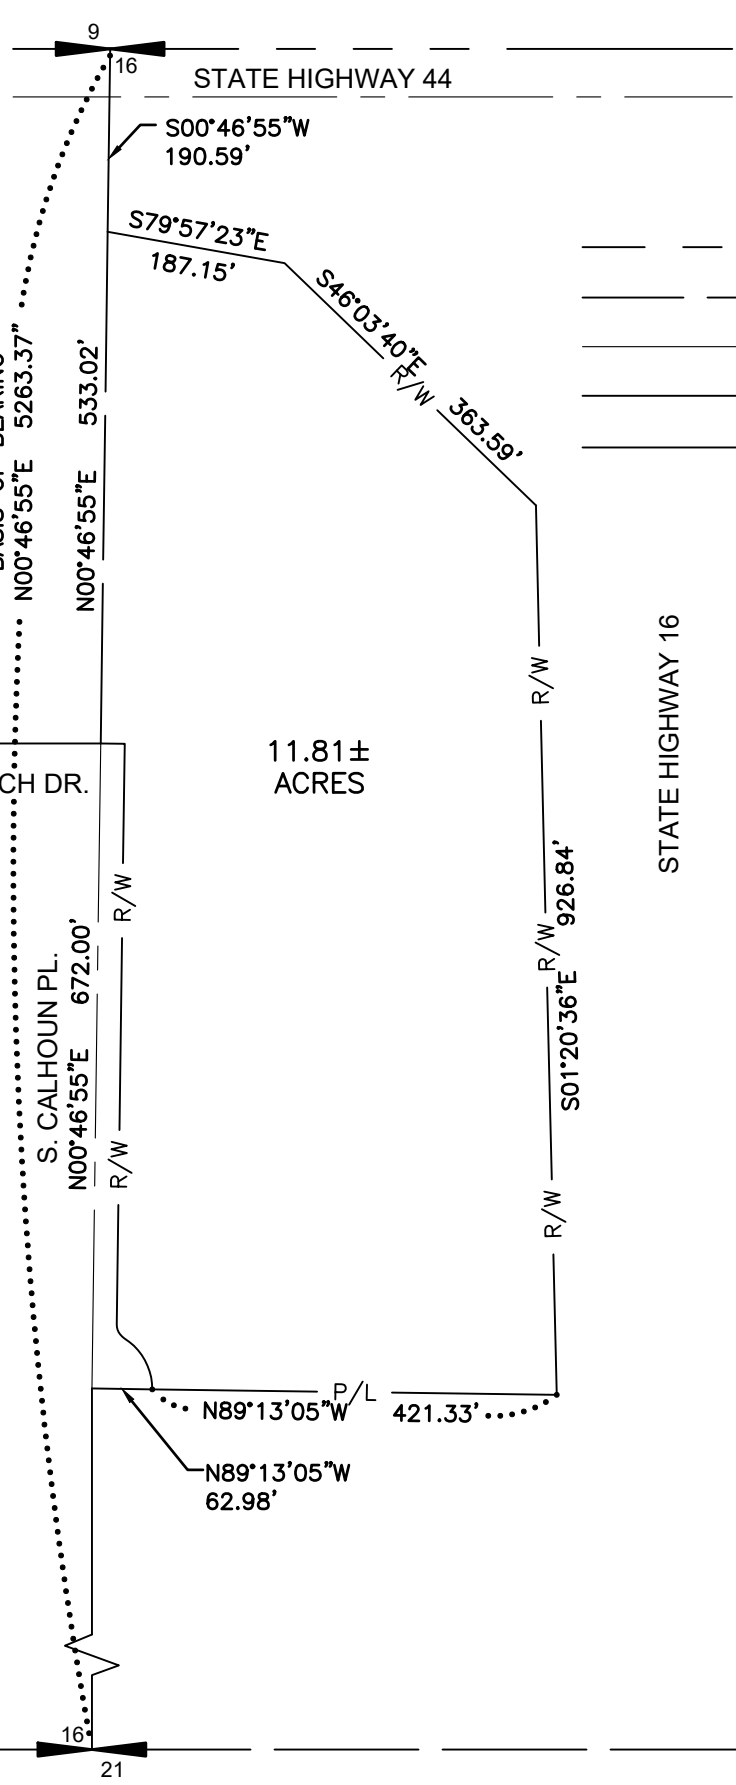 9
16
STATE HIGHWAY 44
S00°46'55"W
190.59'
S79°57'23"E
187.15'
S46°03'40"E 363.59'
R/W
BASIS OF BEARING
N00°46'55"E 5263.37"
N00°46'55"E 533.02'
R/W
STATE HIGHWAY 16
11.81±
ACRES
CH DR.
R/W
S01°20'36"E 926.84'
R/W
S. CALHOUN PL.
N00°46'55"E 672.00'
R/W
R/W
P/L
N89°13'05"W 421.33'
N89°13'05"W
62.98'
16
21